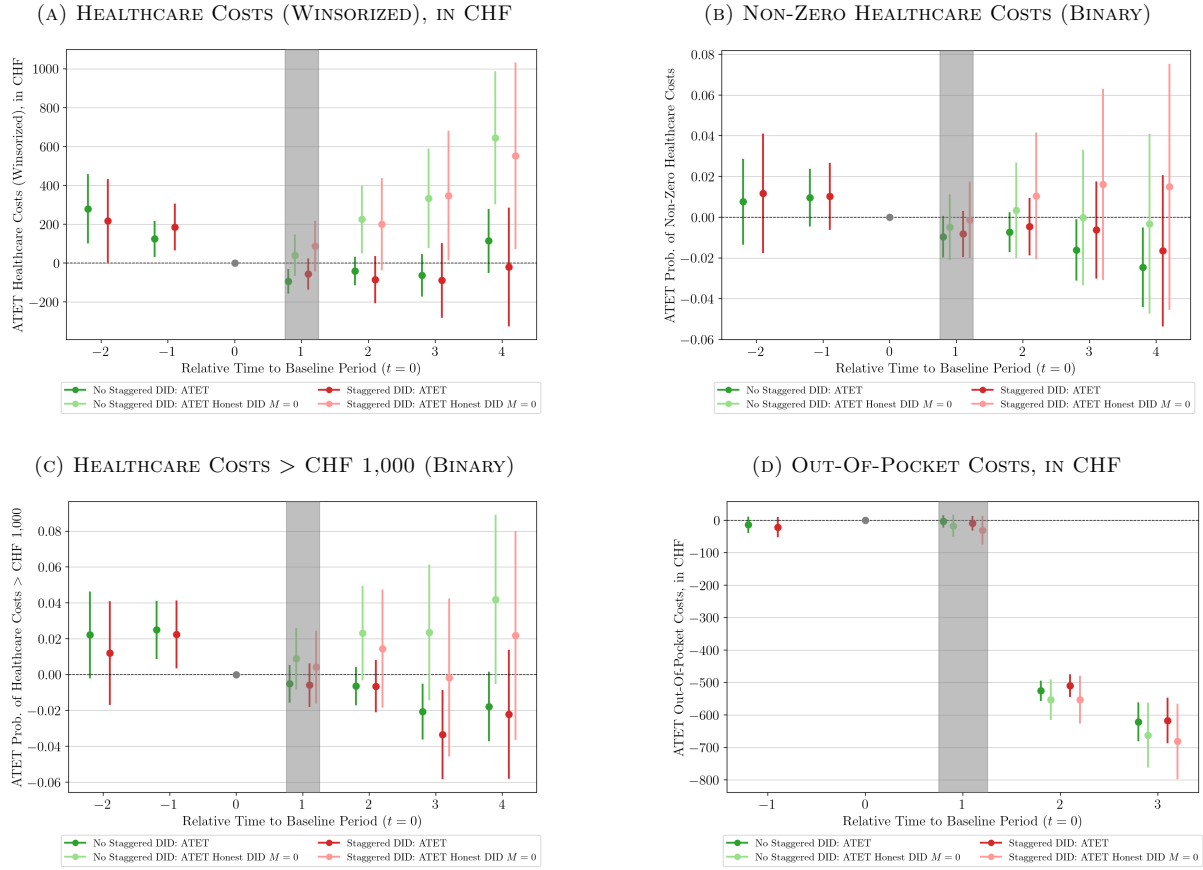 (A) HEALTHCARE COSTS (WINSORIZED), IN CHF
ATET Healthcare Costs (Winsorized), in CHF
1000
800
600
400
200
0
−200
−2 −1 0 1 2 3 4
Relative Time to Baseline Period (t = 0)
No Staggered DID: ATET Staggered DID: ATET
No Staggered DID: ATET Honest DID M = 0 Staggered DID: ATET Honest DID M = 0
(B) NON-ZERO HEALTHCARE COSTS (BINARY)
ATET Prob. of Non-Zero Healthcare Costs
0.08
0.06
0.04
0.02
0.00
−0.02
−0.04
−0.06
−2 −1 0 1 2 3 4
Relative Time to Baseline Period (t = 0)
No Staggered DID: ATET Staggered DID: ATET
No Staggered DID: ATET Honest DID M = 0 Staggered DID: ATET Honest DID M = 0
(C) HEALTHCARE COSTS > CHF 1,000 (BINARY)
ATET Prob. of Healthcare Costs > CHF 1,000
0.08
0.06
0.04
0.02
0.00
−0.02
−0.04
−0.06
−2 −1 0 1 2 3 4
Relative Time to Baseline Period (t = 0)
No Staggered DID: ATET Staggered DID: ATET
No Staggered DID: ATET Honest DID M = 0 Staggered DID: ATET Honest DID M = 0
(D) OUT-OF-POCKET COSTS, IN CHF
ATET Out-Of-Pocket Costs, in CHF
0
−100
−200
−300
−400
−500
−600
−700
−800
−1 0 1 2 3
Relative Time to Baseline Period (t = 0)
No Staggered DID: ATET Staggered DID: ATET
No Staggered DID: ATET Honest DID M = 0 Staggered DID: ATET Honest DID M = 0